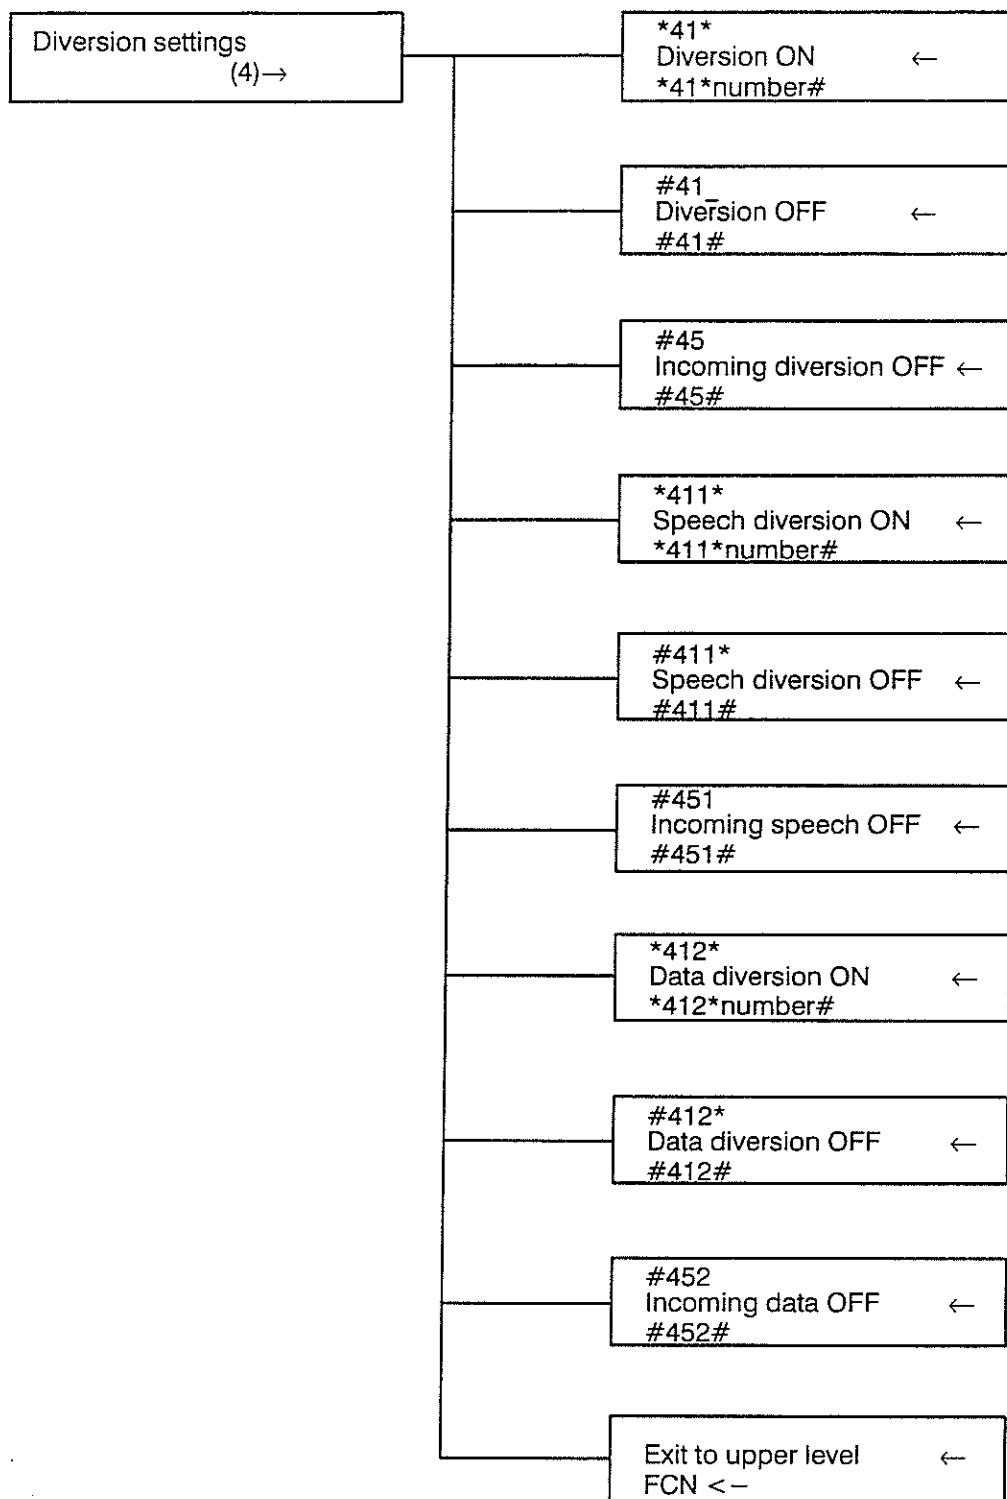 Diversion settings
(4)→
*41*
Diversion ON ←
*41*number#
#41_
Diversion OFF ←
#41#
#45
Incoming diversion OFF ←
#45#
*411*
Speech diversion ON ←
*411*number#
#411*
Speech diversion OFF ←
#411#
#451
Incoming speech OFF ←
#451#
*412*
Data diversion ON ←
*412*number#
#412*
Data diversion OFF ←
#412#
#452
Incoming data OFF ←
#452#
Exit to upper level ←
FCN <–